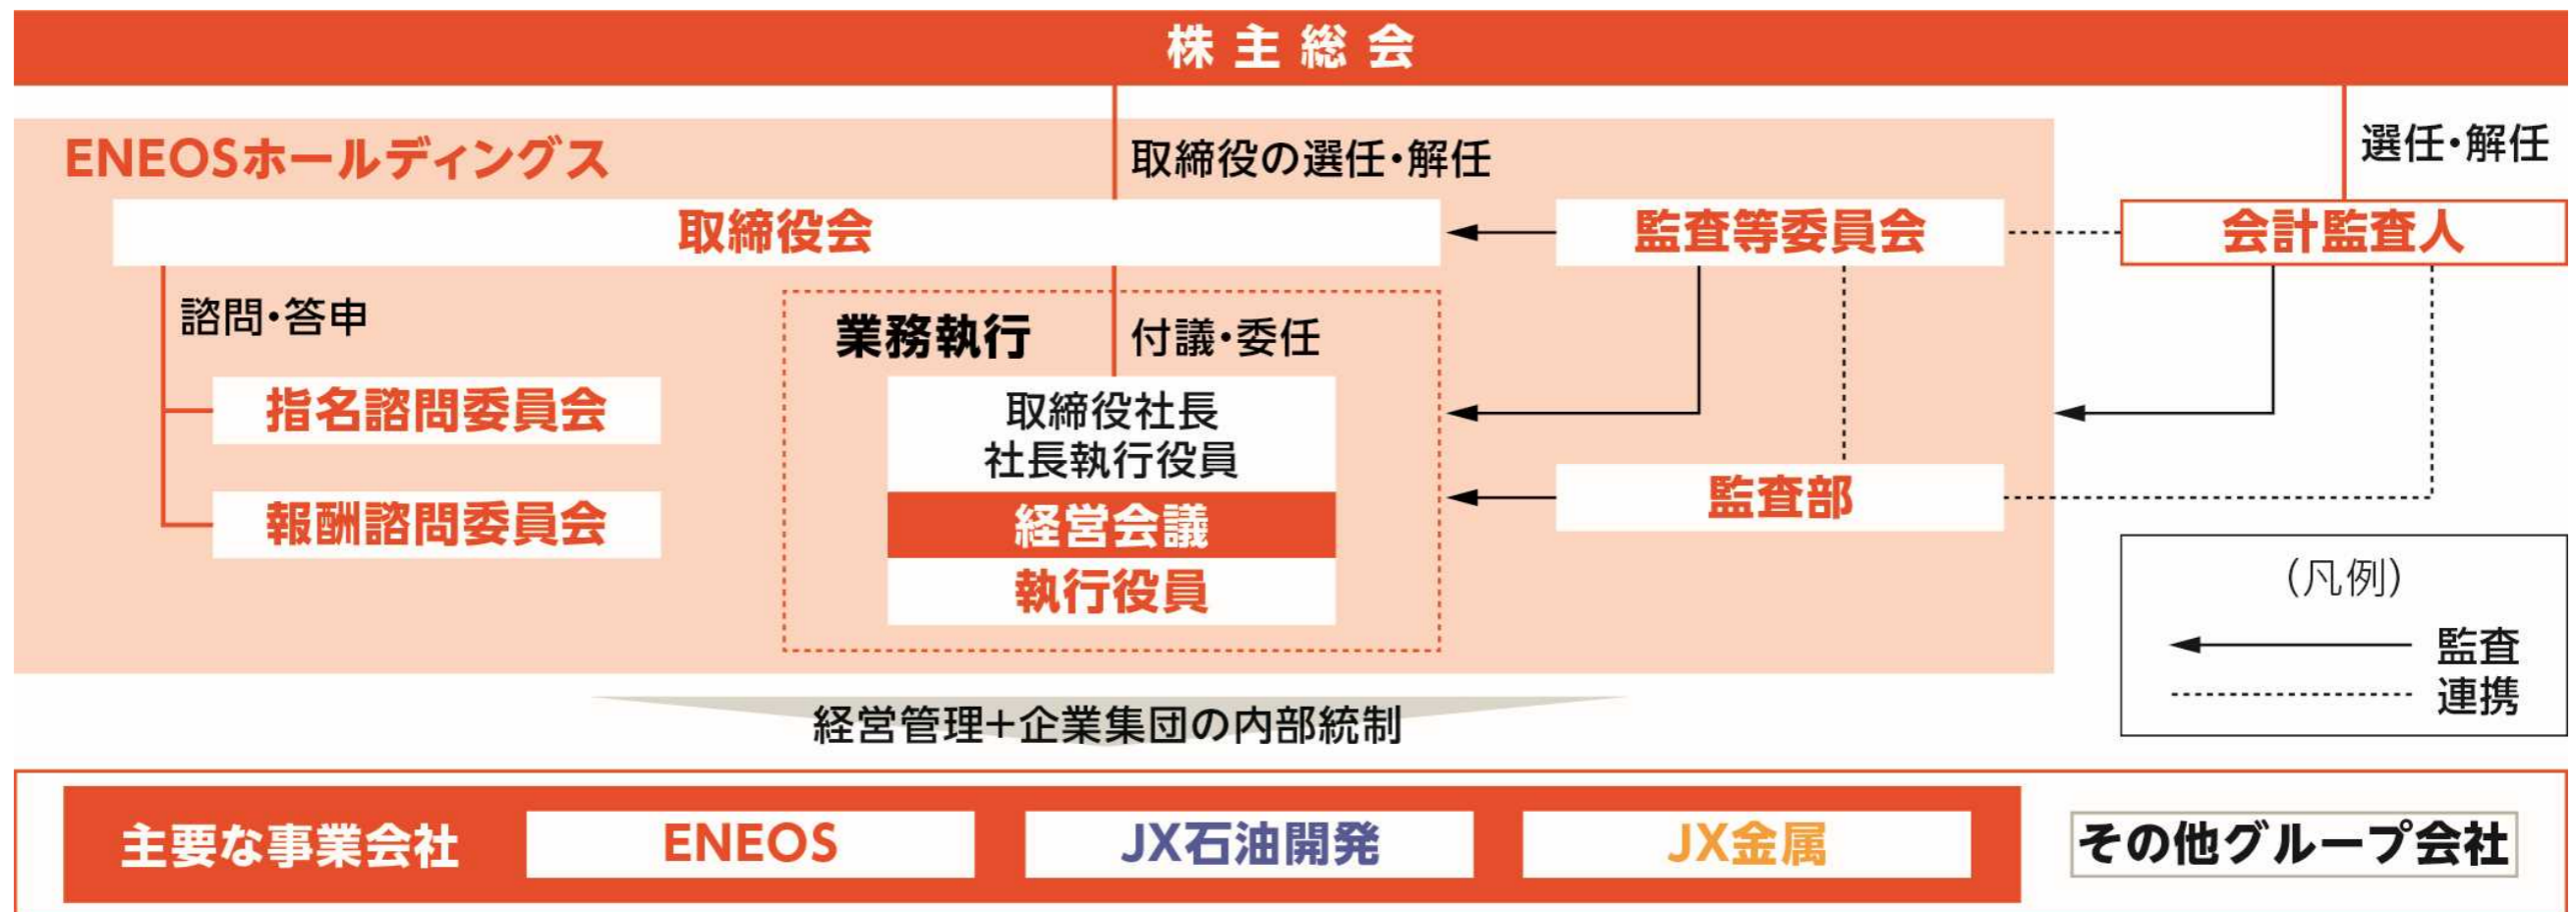 株主総会
ENEOSホールディングス
取締役の選任・解任
選任・解任
取締役会
監査等委員会
会計監査人
諮問・答申
業務執行
付議・委任
指名諮問委員会
報酬諮問委員会
取締役社長
社長執行役員
経営会議
執行役員
監査部
(凡例)
監査
連携
経営管理+企業集団の内部統制
主要な事業会社
ENEOS
JX石油開発
JX金属
その他グループ会社